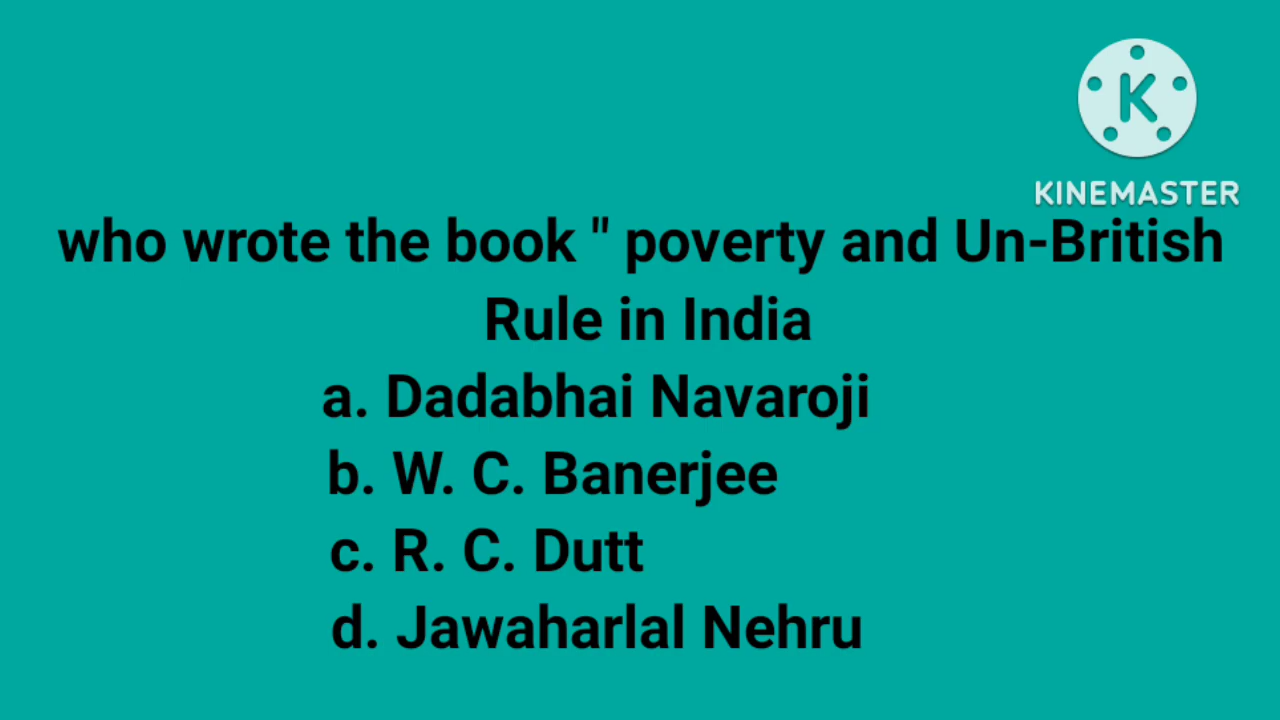 KINEMASTER
who wrote the book " poverty and Un-British
Rule in India
a. Dadabhai Navaroji
b. W. C. Banerjee
c. R. C. Dutt
d. Jawaharlal Nehru